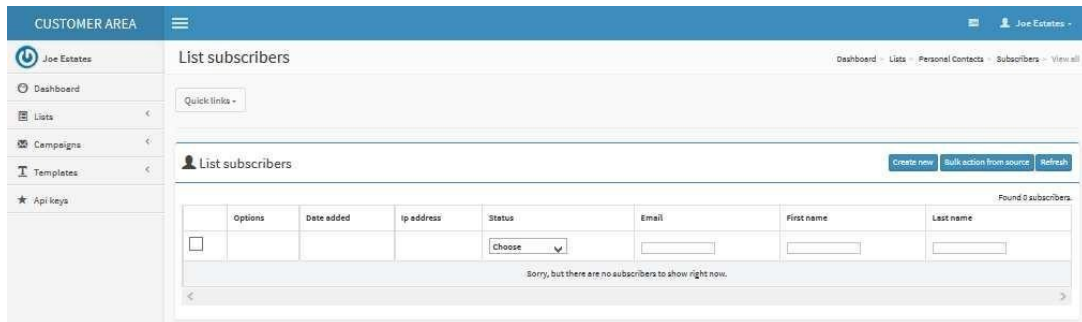 CUSTOMER AREA
Joe Estates -
Joe Estates
Dashboard
Lists
Campaigns
Templates
Api keys
List subscribers
Dashboard - Lists - Personal Contacts - Subscribers - View all
Quick links -
List subscribers
Create new Bulk action from source Refresh
Found 0 subscribers.
Options Date added Ip address Status Email First name Last name
Choose
Sorry, but there are no subscribers to show right now.